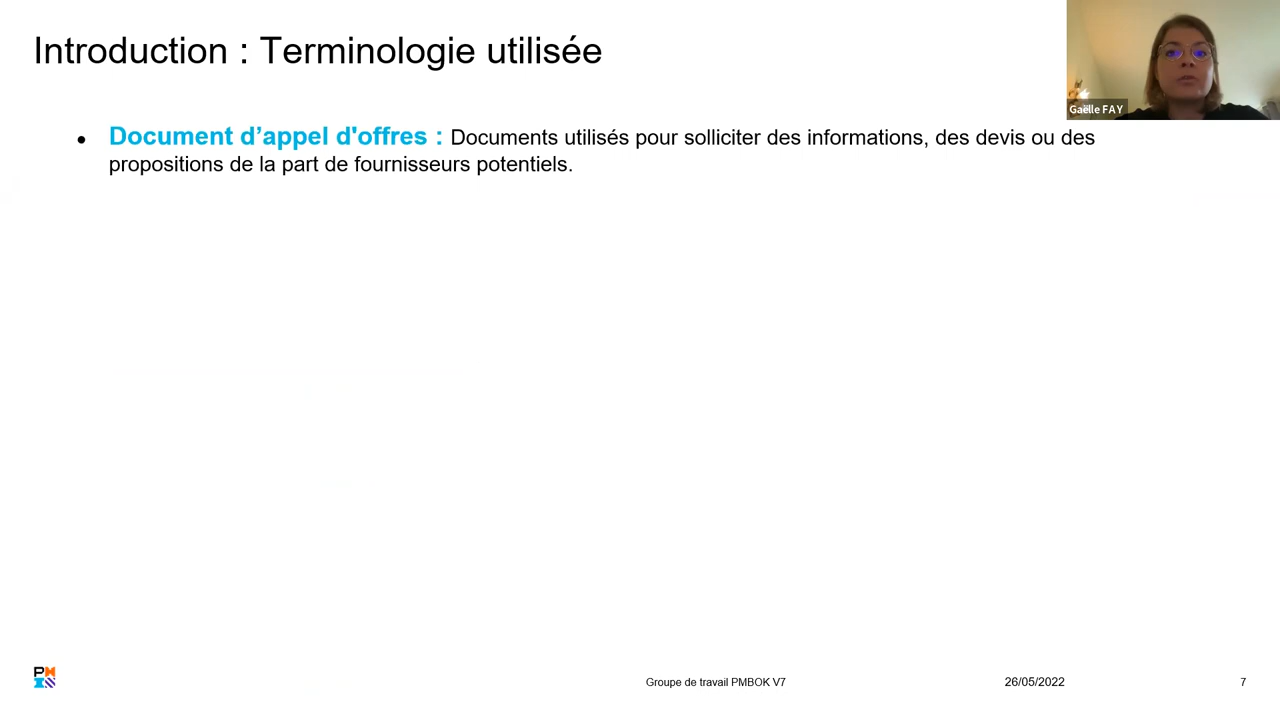 Introduction : Terminologie utilisée
Gaëlle FAY
• Document d’appel d'offres : Documents utilisés pour solliciter des informations, des devis ou des
propositions de la part de fournisseurs potentiels.
PM
Groupe de travail PMBOK V7
26/05/2022
7